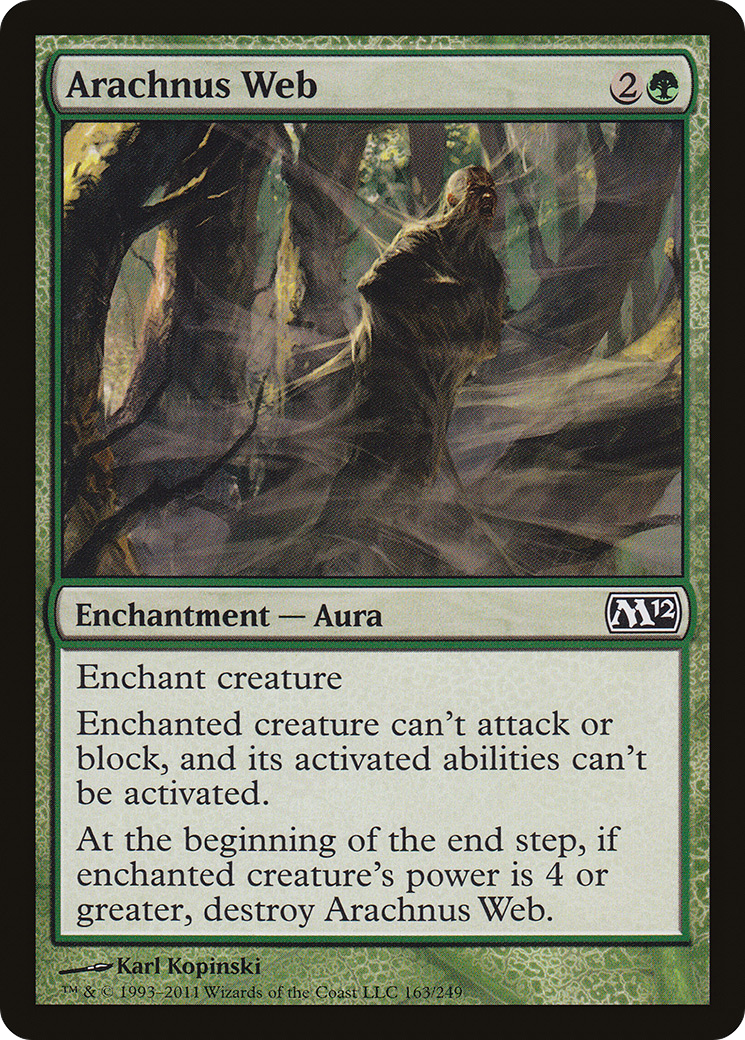 Arachnus Web
2
Enchantment — Aura
M12
Enchant creature
Enchanted creature can't attack or
block, and its activated abilities can't
be activated.
At the beginning of the end step, if
enchanted creature's power is 4 or
greater, destroy Arachnus Web.
Karl Kopinski
™ & © 1993–2011 Wizards of the Coast LLC 163/249